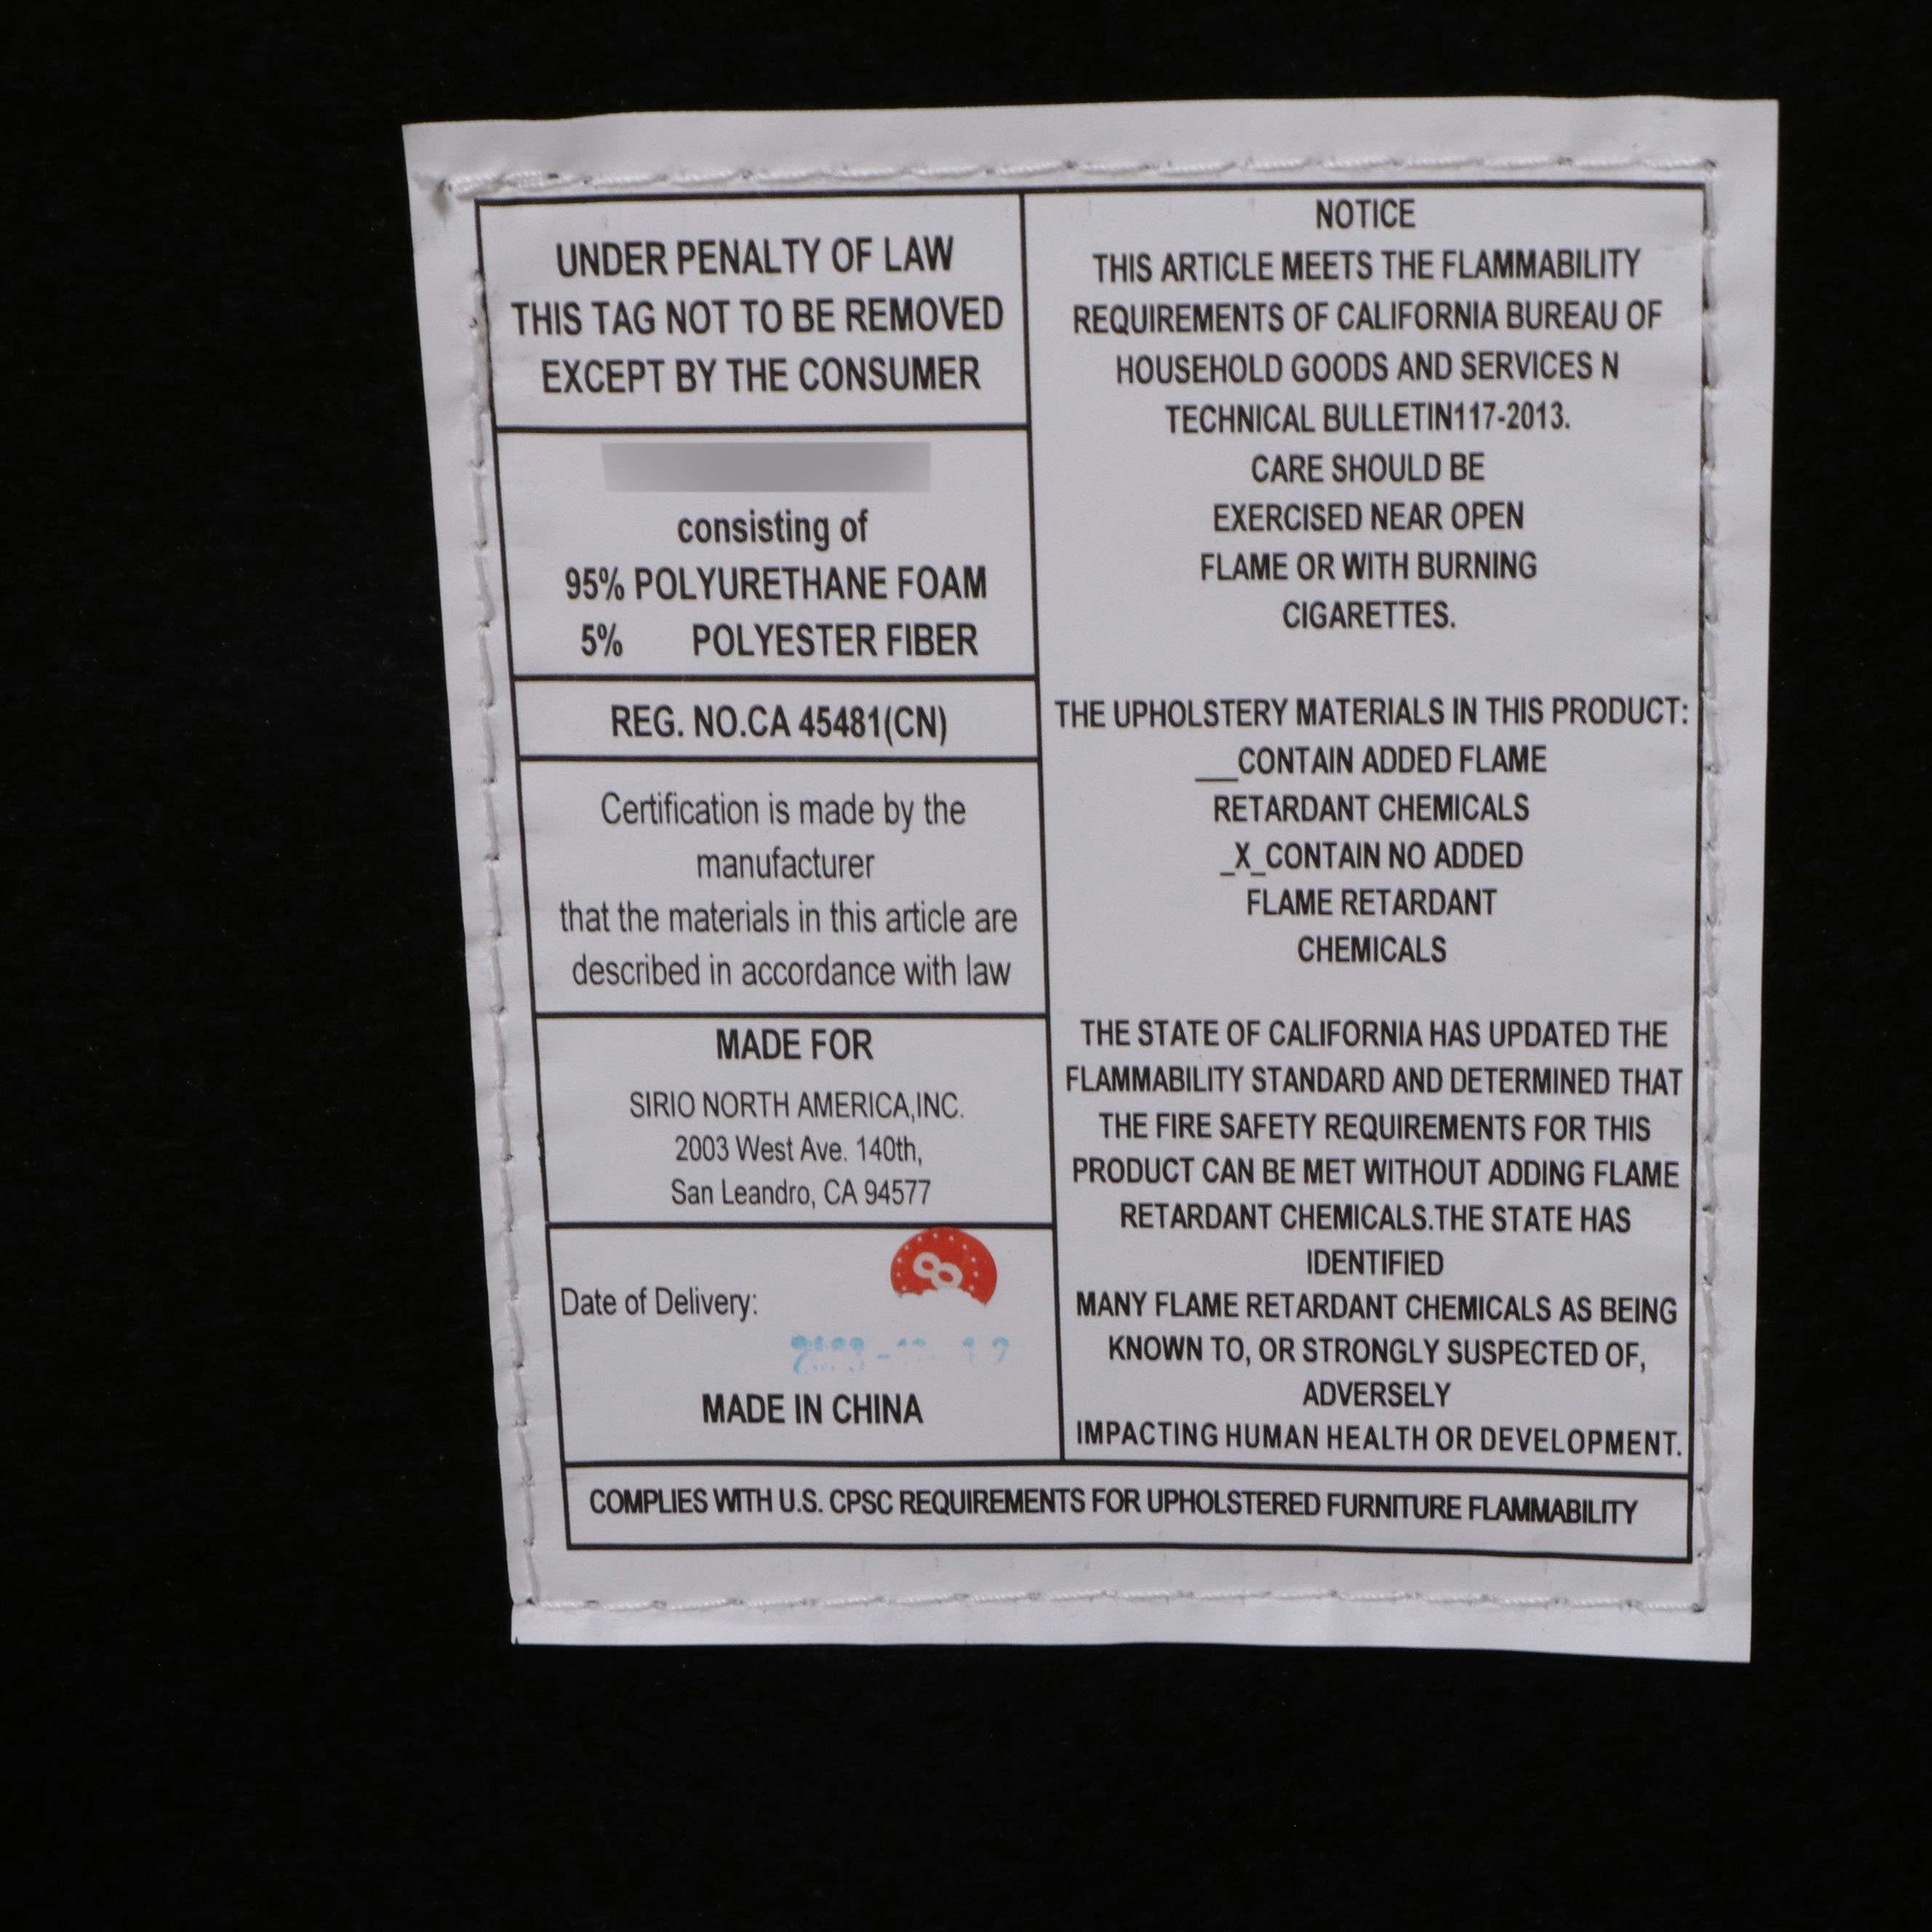 UNDER PENALTY OF LAW
THIS TAG NOT TO BE REMOVED
EXCEPT BY THE CONSUMER
consisting of
95% POLYURETHANE FOAM
5% POLYESTER FIBER
REG. NO.CA 45481(CN)
Certification is made by the
manufacturer
that the materials in this article are
described in accordance with law
MADE FOR
SIRIO NORTH AMERICA,INC.
2003 West Ave. 140th,
San Leandro, CA 94577
8
Date of Delivery:
MADE IN CHINA
NOTICE
THIS ARTICLE MEETS THE FLAMMABILITY
REQUIREMENTS OF CALIFORNIA BUREAU OF
HOUSEHOLD GOODS AND SERVICES N
TECHNICAL BULLETIN117-2013.
CARE SHOULD BE
EXERCISED NEAR OPEN
FLAME OR WITH BURNING
CIGARETTES.
THE UPHOLSTERY MATERIALS IN THIS PRODUCT:
___CONTAIN ADDED FLAME
RETARDANT CHEMICALS
_X_CONTAIN NO ADDED
FLAME RETARDANT
CHEMICALS
THE STATE OF CALIFORNIA HAS UPDATED THE
FLAMMABILITY STANDARD AND DETERMINED THAT
THE FIRE SAFETY REQUIREMENTS FOR THIS
PRODUCT CAN BE MET WITHOUT ADDING FLAME
RETARDANT CHEMICALS.THE STATE HAS
IDENTIFIED
MANY FLAME RETARDANT CHEMICALS AS BEING
KNOWN TO, OR STRONGLY SUSPECTED OF,
ADVERSELY
IMPACTING HUMAN HEALTH OR DEVELOPMENT.
COMPLIES WITH U.S. CPSC REQUIREMENTS FOR UPHOLSTERED FURNITURE FLAMMABILITY